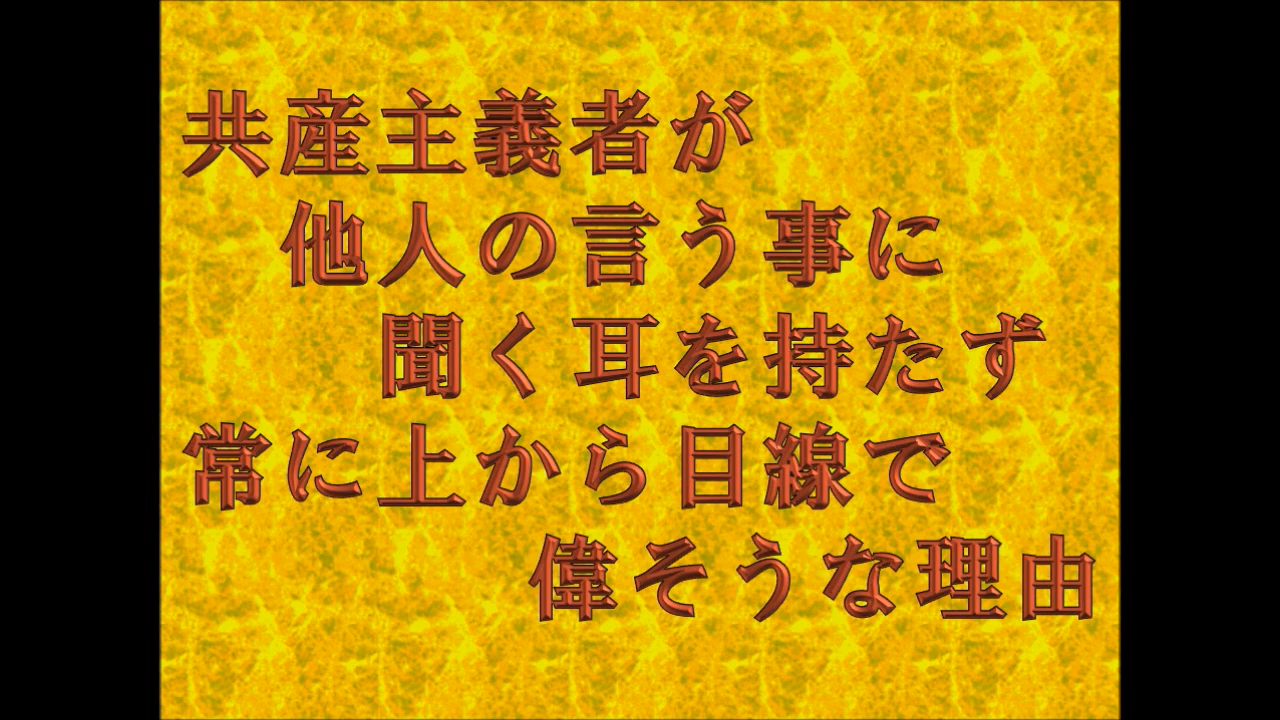 共産主義者が
他人の言う事に
聞く耳を持たず
常に上から目線で
偉そうな理由